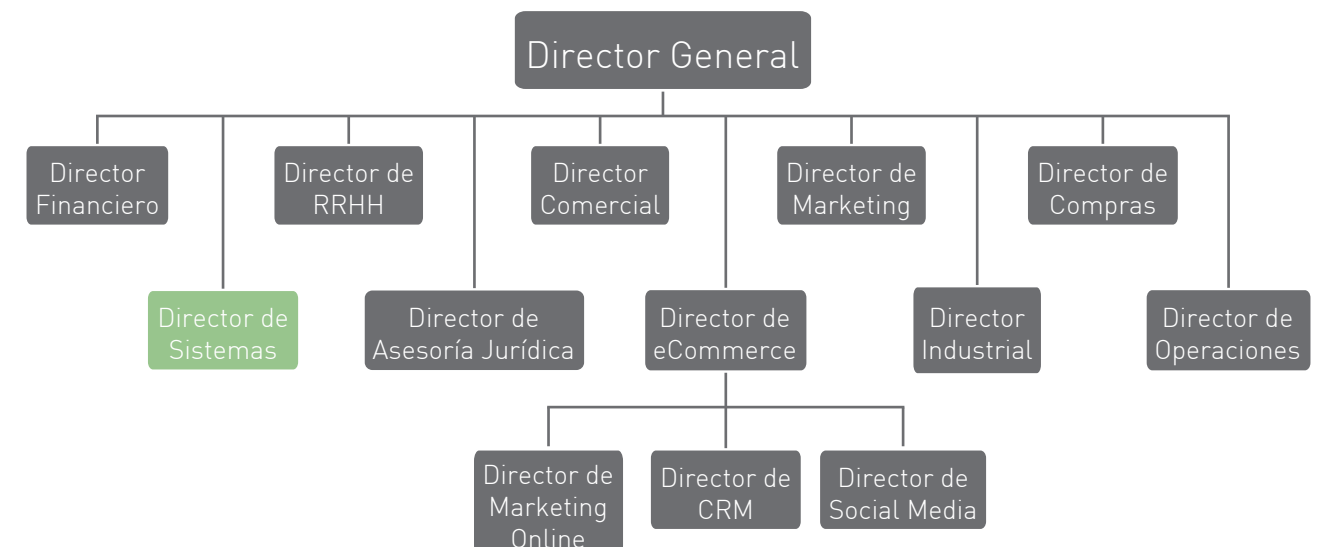 Director General
Director
Financiero
Director de
RRHH
Director
Comercial
Director de
Marketing
Director de
Compras
Director de
Sistemas
Director de
Asesoría Jurídica
Director de
eCommerce
Director
Industrial
Director de
Operaciones
Director de
Marketing
Online
Director de
CRM
Director de
Social Media